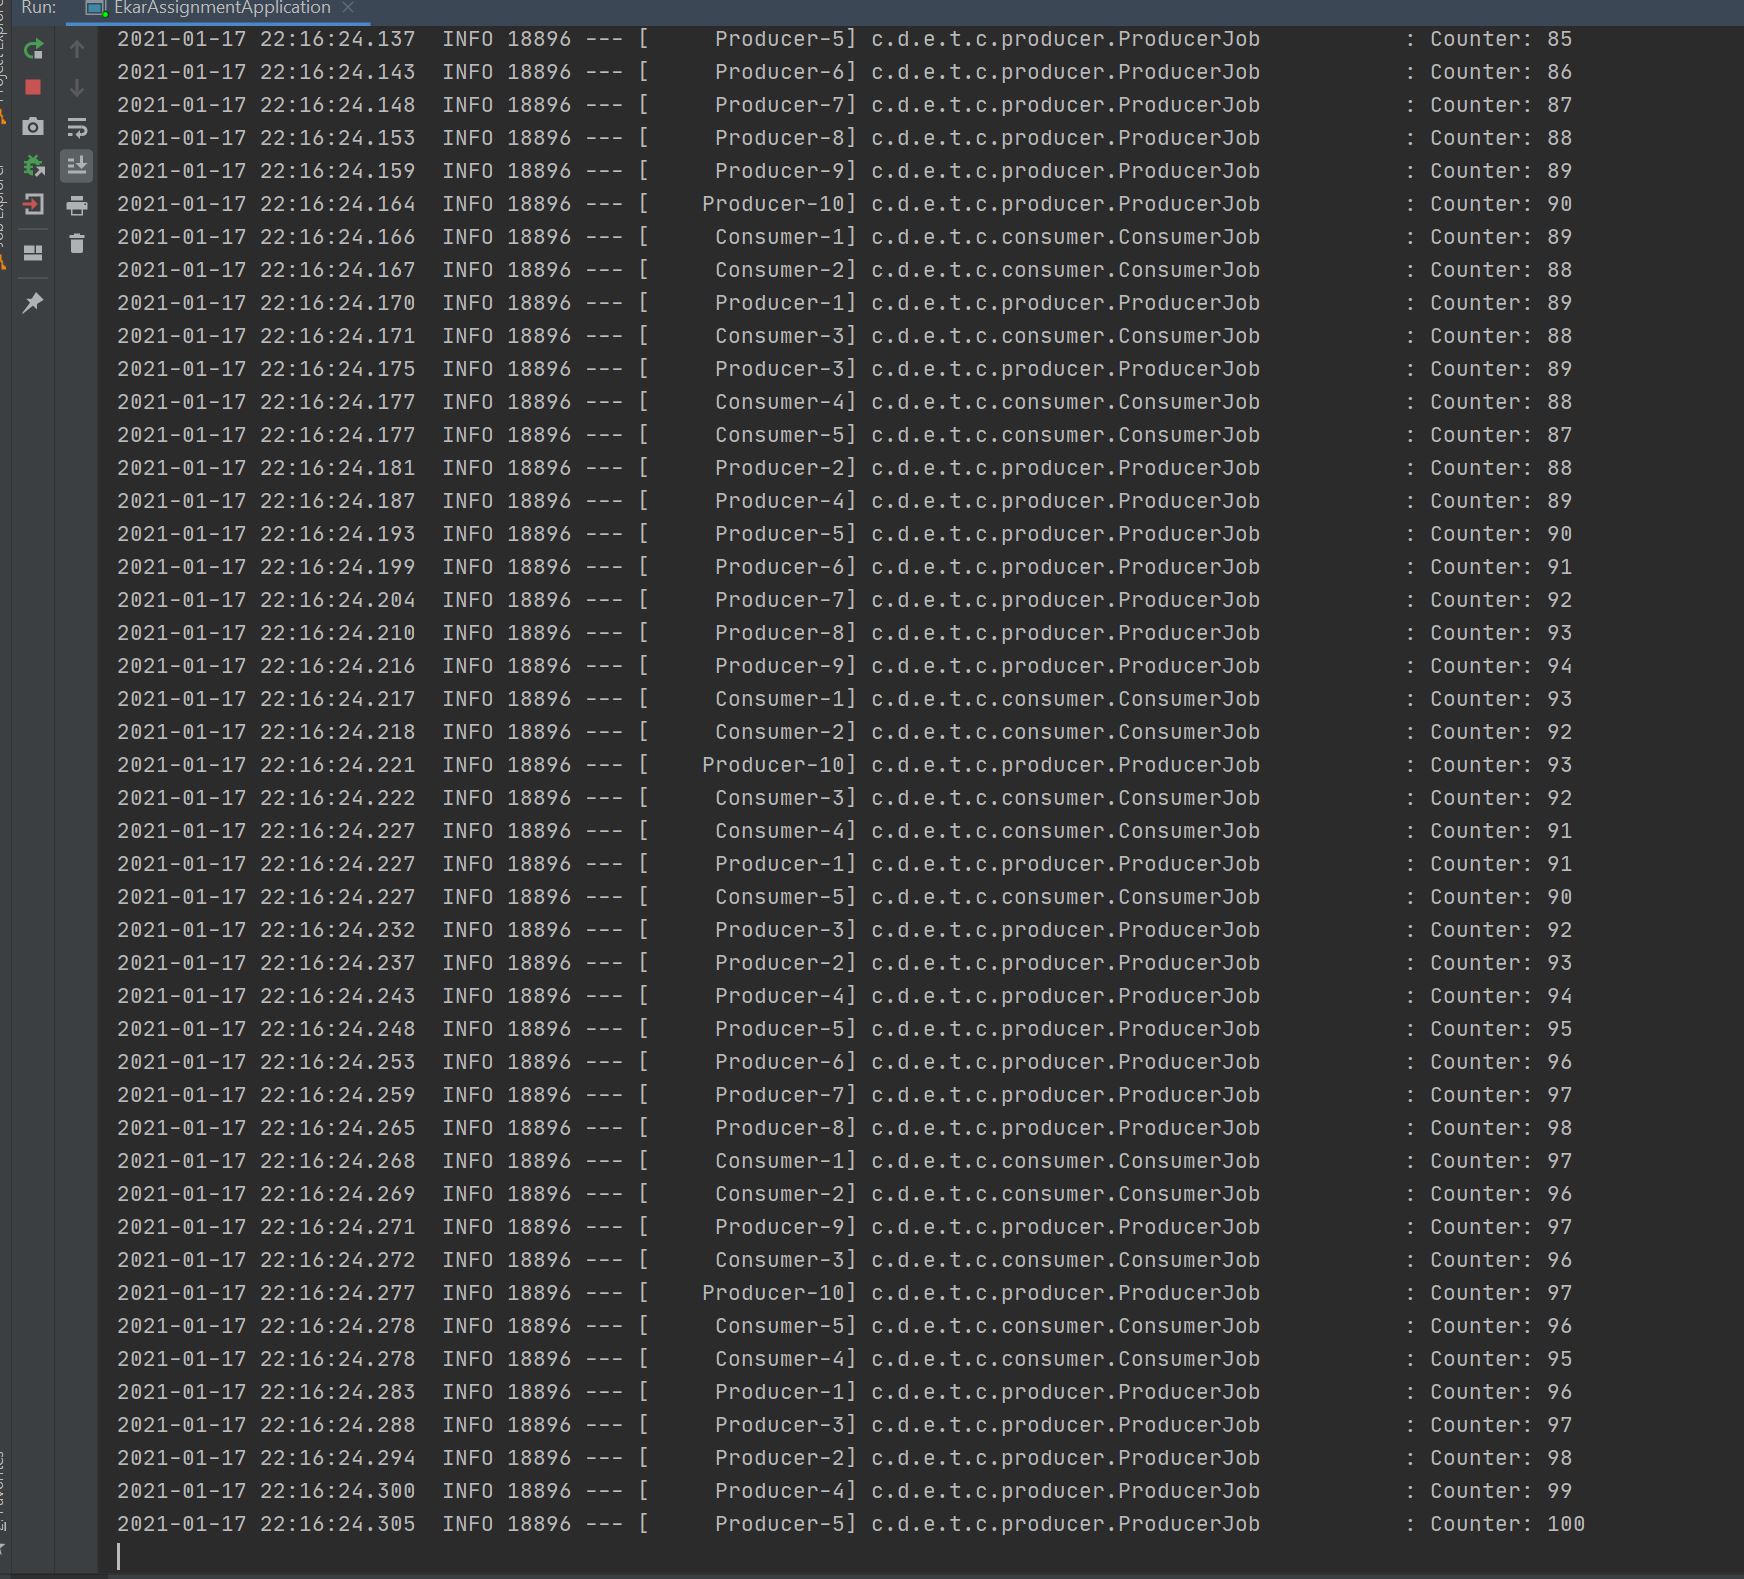 Run: EkarAssignmentApplication
2021-01-17 22:16:24.137 INFO 18896 --- [ Producer-5] c.d.e.t.c.producer.ProducerJob : Counter: 85
2021-01-17 22:16:24.143 INFO 18896 --- [ Producer-6] c.d.e.t.c.producer.ProducerJob : Counter: 86
2021-01-17 22:16:24.148 INFO 18896 --- [ Producer-7] c.d.e.t.c.producer.ProducerJob : Counter: 87
2021-01-17 22:16:24.153 INFO 18896 --- [ Producer-8] c.d.e.t.c.producer.ProducerJob : Counter: 88
2021-01-17 22:16:24.159 INFO 18896 --- [ Producer-9] c.d.e.t.c.producer.ProducerJob : Counter: 89
2021-01-17 22:16:24.164 INFO 18896 --- [ Producer-10] c.d.e.t.c.producer.ProducerJob : Counter: 90
2021-01-17 22:16:24.166 INFO 18896 --- [ Consumer-1] c.d.e.t.c.consumer.ConsumerJob : Counter: 89
2021-01-17 22:16:24.167 INFO 18896 --- [ Consumer-2] c.d.e.t.c.consumer.ConsumerJob : Counter: 88
2021-01-17 22:16:24.170 INFO 18896 --- [ Producer-1] c.d.e.t.c.producer.ProducerJob : Counter: 89
2021-01-17 22:16:24.171 INFO 18896 --- [ Consumer-3] c.d.e.t.c.consumer.ConsumerJob : Counter: 88
2021-01-17 22:16:24.175 INFO 18896 --- [ Producer-3] c.d.e.t.c.producer.ProducerJob : Counter: 89
2021-01-17 22:16:24.177 INFO 18896 --- [ Consumer-4] c.d.e.t.c.consumer.ConsumerJob : Counter: 88
2021-01-17 22:16:24.177 INFO 18896 --- [ Consumer-5] c.d.e.t.c.consumer.ConsumerJob : Counter: 87
2021-01-17 22:16:24.181 INFO 18896 --- [ Producer-2] c.d.e.t.c.producer.ProducerJob : Counter: 88
2021-01-17 22:16:24.187 INFO 18896 --- [ Producer-4] c.d.e.t.c.producer.ProducerJob : Counter: 89
2021-01-17 22:16:24.193 INFO 18896 --- [ Producer-5] c.d.e.t.c.producer.ProducerJob : Counter: 90
2021-01-17 22:16:24.199 INFO 18896 --- [ Producer-6] c.d.e.t.c.producer.ProducerJob : Counter: 91
2021-01-17 22:16:24.204 INFO 18896 --- [ Producer-7] c.d.e.t.c.producer.ProducerJob : Counter: 92
2021-01-17 22:16:24.210 INFO 18896 --- [ Producer-8] c.d.e.t.c.producer.ProducerJob : Counter: 93
2021-01-17 22:16:24.216 INFO 18896 --- [ Producer-9] c.d.e.t.c.producer.ProducerJob : Counter: 94
2021-01-17 22:16:24.217 INFO 18896 --- [ Consumer-1] c.d.e.t.c.consumer.ConsumerJob : Counter: 93
2021-01-17 22:16:24.218 INFO 18896 --- [ Consumer-2] c.d.e.t.c.consumer.ConsumerJob : Counter: 92
2021-01-17 22:16:24.221 INFO 18896 --- [ Producer-10] c.d.e.t.c.producer.ProducerJob : Counter: 93
2021-01-17 22:16:24.222 INFO 18896 --- [ Consumer-3] c.d.e.t.c.consumer.ConsumerJob : Counter: 92
2021-01-17 22:16:24.227 INFO 18896 --- [ Consumer-4] c.d.e.t.c.consumer.ConsumerJob : Counter: 91
2021-01-17 22:16:24.227 INFO 18896 --- [ Producer-1] c.d.e.t.c.producer.ProducerJob : Counter: 91
2021-01-17 22:16:24.227 INFO 18896 --- [ Consumer-5] c.d.e.t.c.consumer.ConsumerJob : Counter: 90
2021-01-17 22:16:24.232 INFO 18896 --- [ Producer-3] c.d.e.t.c.producer.ProducerJob : Counter: 92
2021-01-17 22:16:24.237 INFO 18896 --- [ Producer-2] c.d.e.t.c.producer.ProducerJob : Counter: 93
2021-01-17 22:16:24.243 INFO 18896 --- [ Producer-4] c.d.e.t.c.producer.ProducerJob : Counter: 94
2021-01-17 22:16:24.248 INFO 18896 --- [ Producer-5] c.d.e.t.c.producer.ProducerJob : Counter: 95
2021-01-17 22:16:24.253 INFO 18896 --- [ Producer-6] c.d.e.t.c.producer.ProducerJob : Counter: 96
2021-01-17 22:16:24.259 INFO 18896 --- [ Producer-7] c.d.e.t.c.producer.ProducerJob : Counter: 97
2021-01-17 22:16:24.265 INFO 18896 --- [ Producer-8] c.d.e.t.c.producer.ProducerJob : Counter: 98
2021-01-17 22:16:24.268 INFO 18896 --- [ Consumer-1] c.d.e.t.c.consumer.ConsumerJob : Counter: 97
2021-01-17 22:16:24.269 INFO 18896 --- [ Consumer-2] c.d.e.t.c.consumer.ConsumerJob : Counter: 96
2021-01-17 22:16:24.271 INFO 18896 --- [ Producer-9] c.d.e.t.c.producer.ProducerJob : Counter: 97
2021-01-17 22:16:24.272 INFO 18896 --- [ Consumer-3] c.d.e.t.c.consumer.ConsumerJob : Counter: 96
2021-01-17 22:16:24.277 INFO 18896 --- [ Producer-10] c.d.e.t.c.producer.ProducerJob : Counter: 97
2021-01-17 22:16:24.278 INFO 18896 --- [ Consumer-5] c.d.e.t.c.consumer.ConsumerJob : Counter: 96
2021-01-17 22:16:24.278 INFO 18896 --- [ Consumer-4] c.d.e.t.c.consumer.ConsumerJob : Counter: 95
2021-01-17 22:16:24.283 INFO 18896 --- [ Producer-1] c.d.e.t.c.producer.ProducerJob : Counter: 96
2021-01-17 22:16:24.288 INFO 18896 --- [ Producer-3] c.d.e.t.c.producer.ProducerJob : Counter: 97
2021-01-17 22:16:24.294 INFO 18896 --- [ Producer-2] c.d.e.t.c.producer.ProducerJob : Counter: 98
2021-01-17 22:16:24.300 INFO 18896 --- [ Producer-4] c.d.e.t.c.producer.ProducerJob : Counter: 99
2021-01-17 22:16:24.305 INFO 18896 --- [ Producer-5] c.d.e.t.c.producer.ProducerJob : Counter: 100